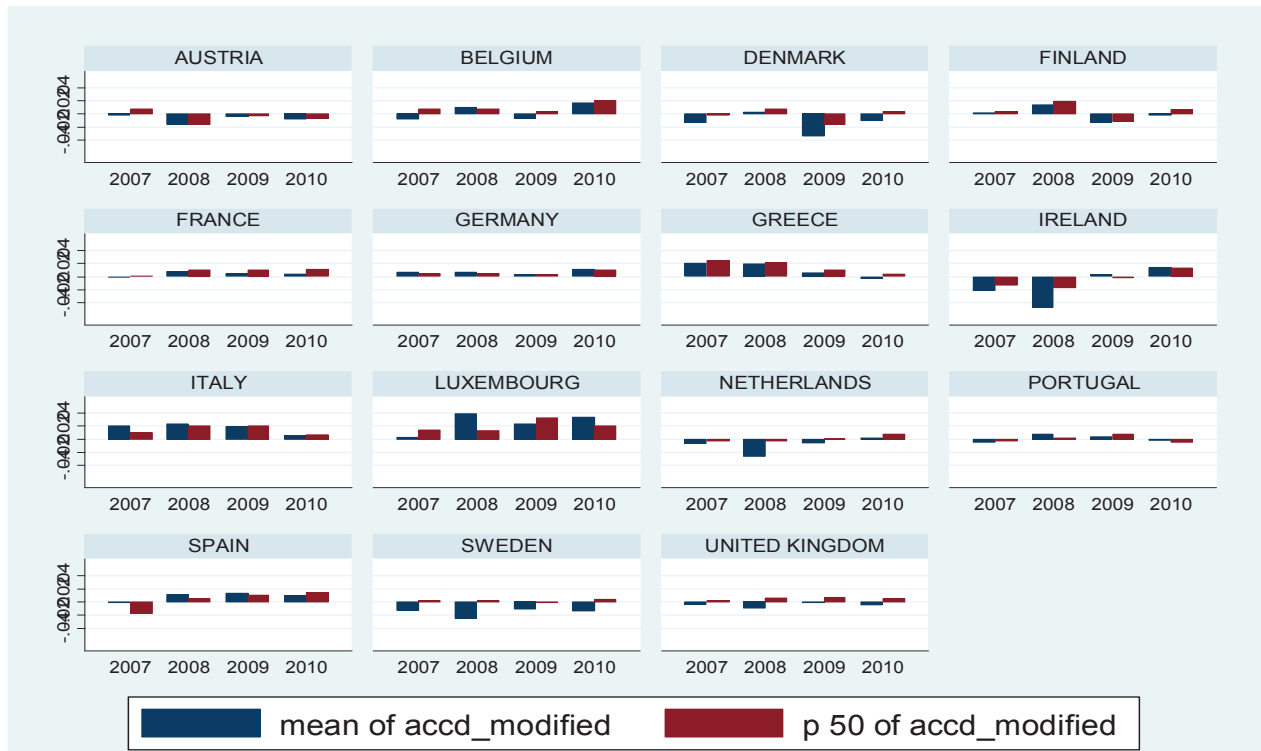 AUSTRIA BELGIUM DENMARK FINLAND
2007 2008 2009 2010 2007 2008 2009 2010 2007 2008 2009 2010 2007 2008 2009 2010
FRANCE GERMANY GREECE IRELAND
2007 2008 2009 2010 2007 2008 2009 2010 2007 2008 2009 2010 2007 2008 2009 2010
ITALY LUXEMBOURG NETHERLANDS PORTUGAL
2007 2008 2009 2010 2007 2008 2009 2010 2007 2008 2009 2010 2007 2008 2009 2010
SPAIN SWEDEN UNITED KINGDOM
2007 2008 2009 2010 2007 2008 2009 2010 2007 2008 2009 2010
mean of accd_modified p 50 of accd_modified